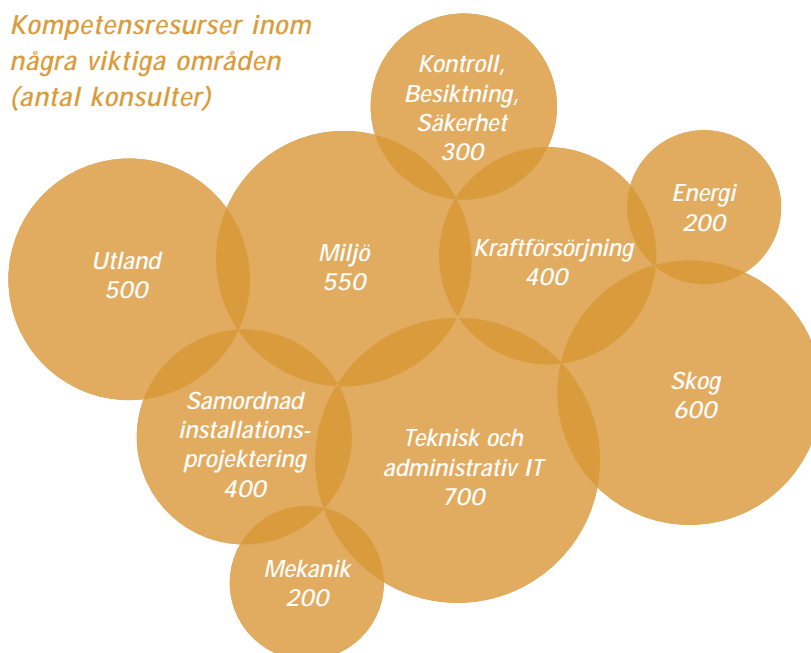 Kompetensresurser inom
några viktiga områden
(antal konsulter)
Kontroll,
Besiktning,
Säkerhet
300
Energi
200
Utland
500
Miljö
550
Kraftförsörjning
400
Skog
600
Samordnad
installations-
projektering
400
Teknisk och
administrativ IT
700
Mekanik
200